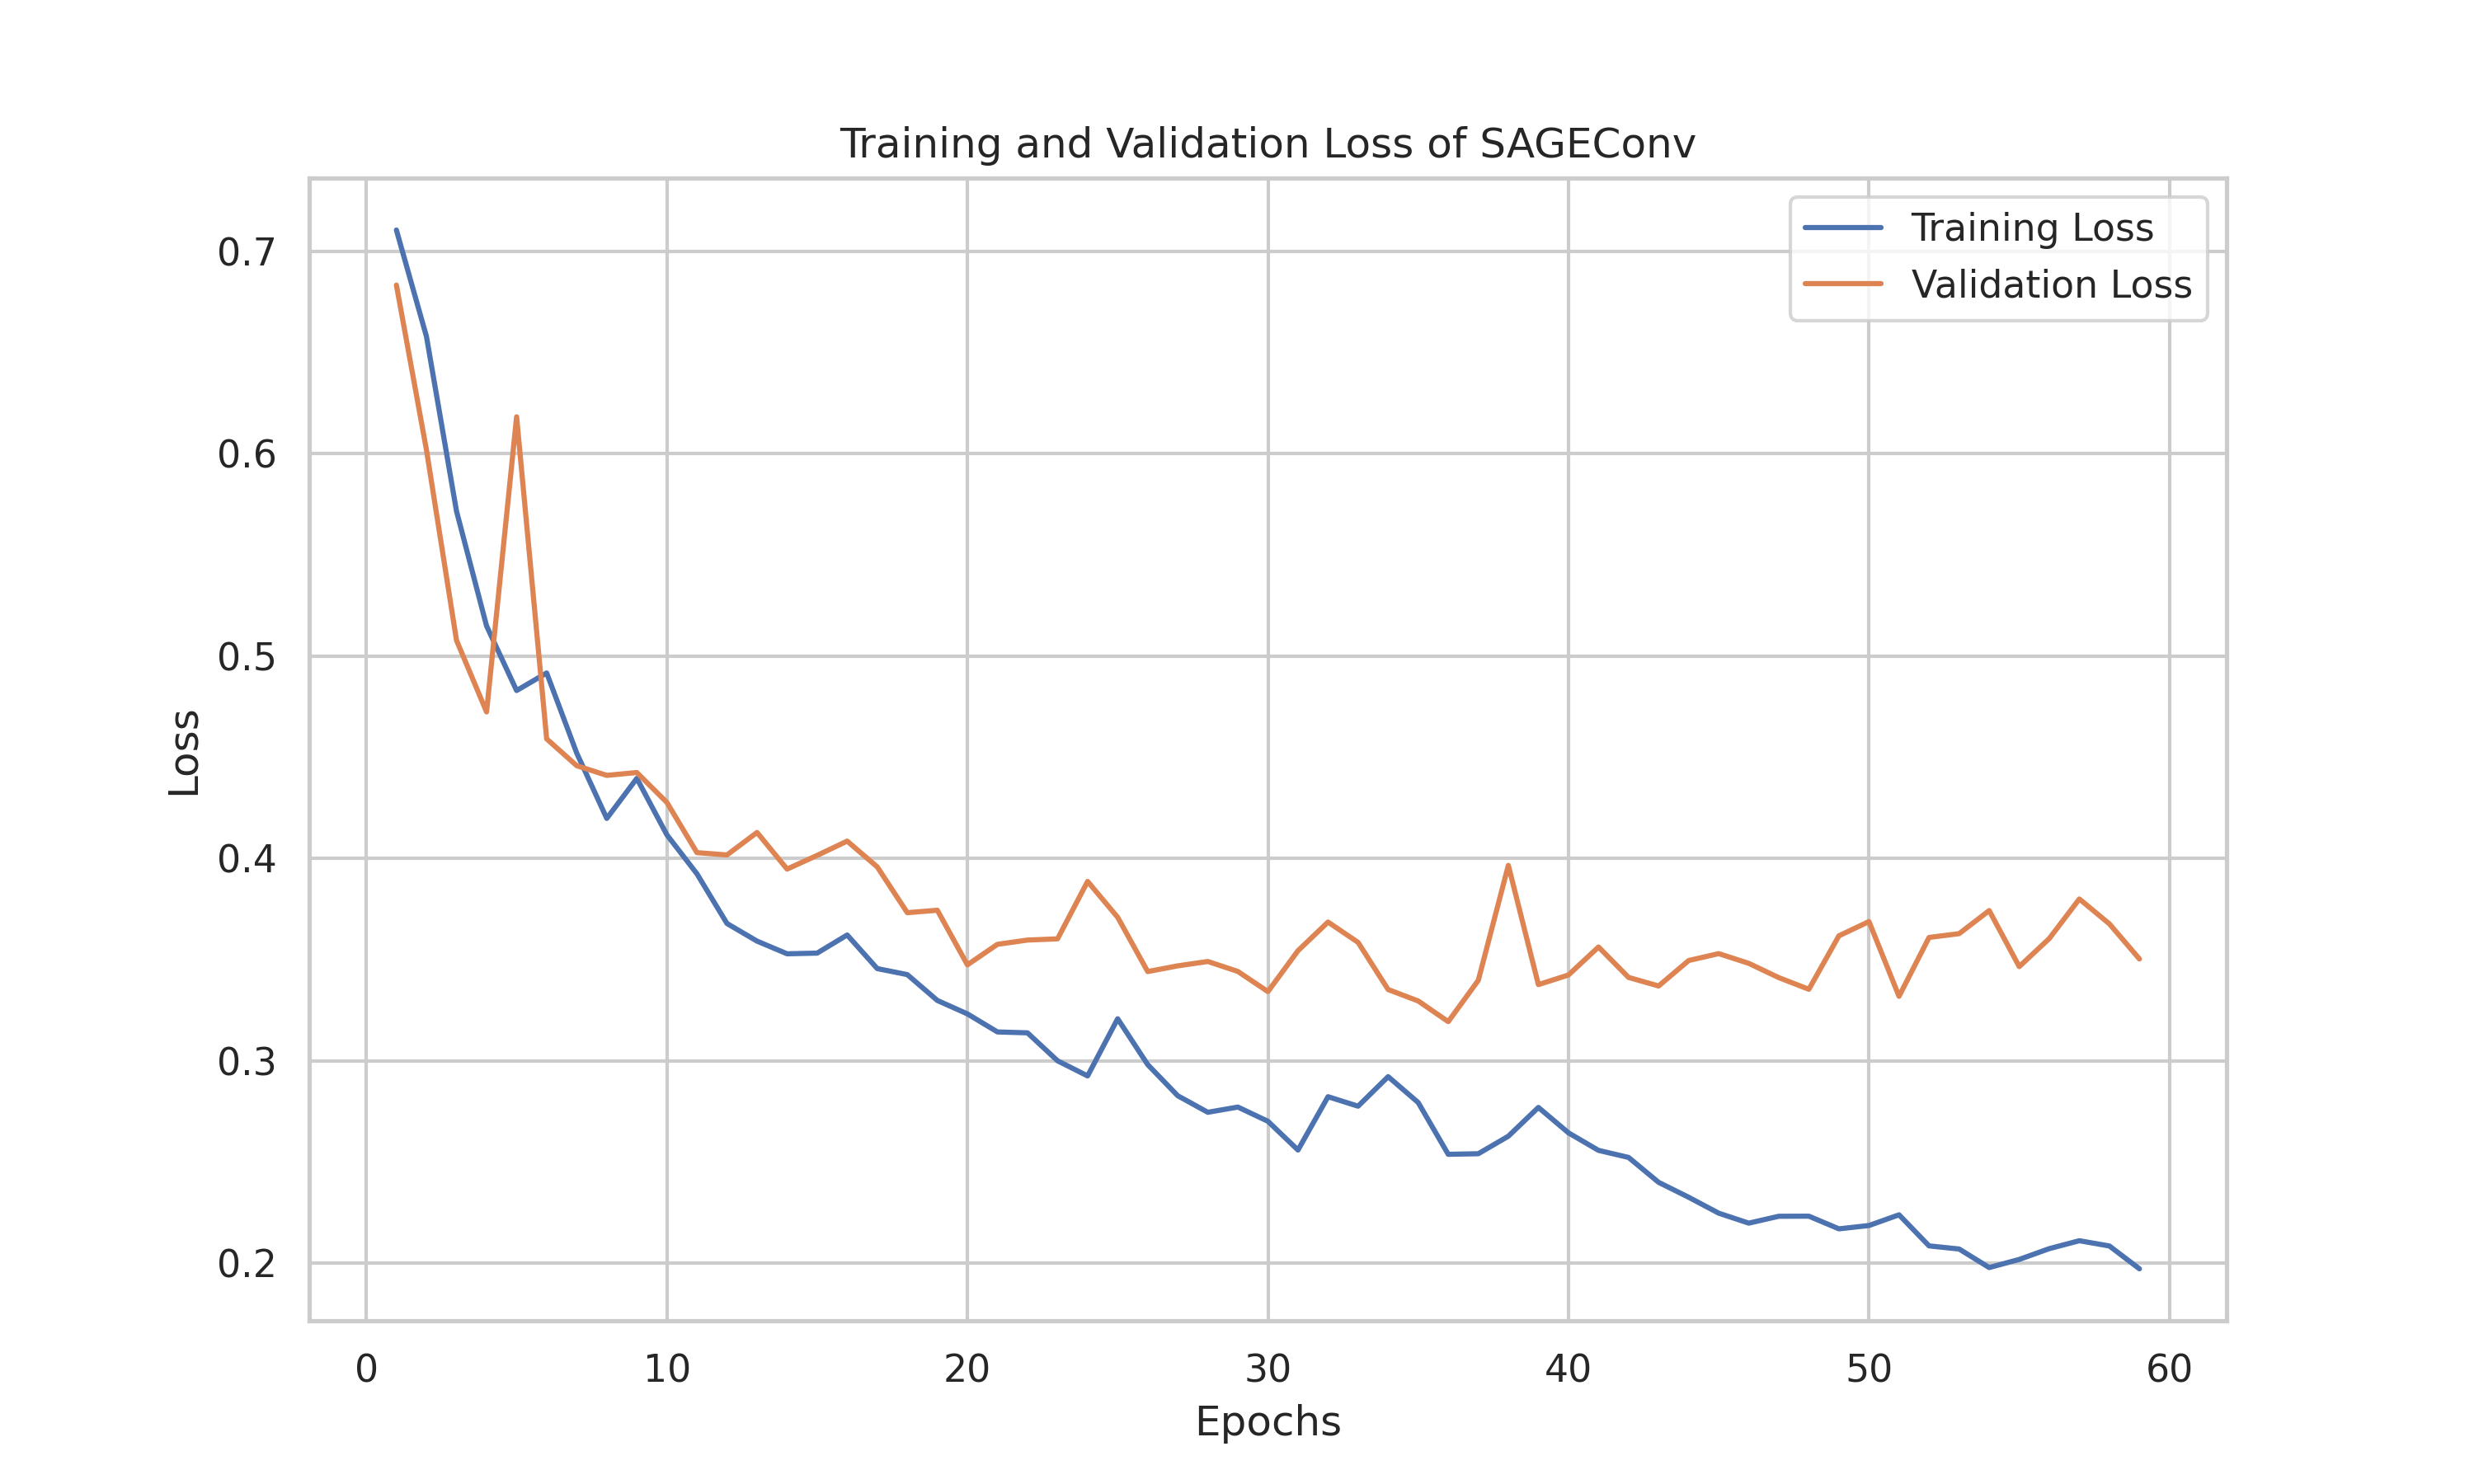 Training and Validation Loss of SAGEConv
Training Loss
Validation Loss
0.7
0.6
0.5
0.4
0.3
0.2
Loss
0 10 20 30 40 50 60
Epochs